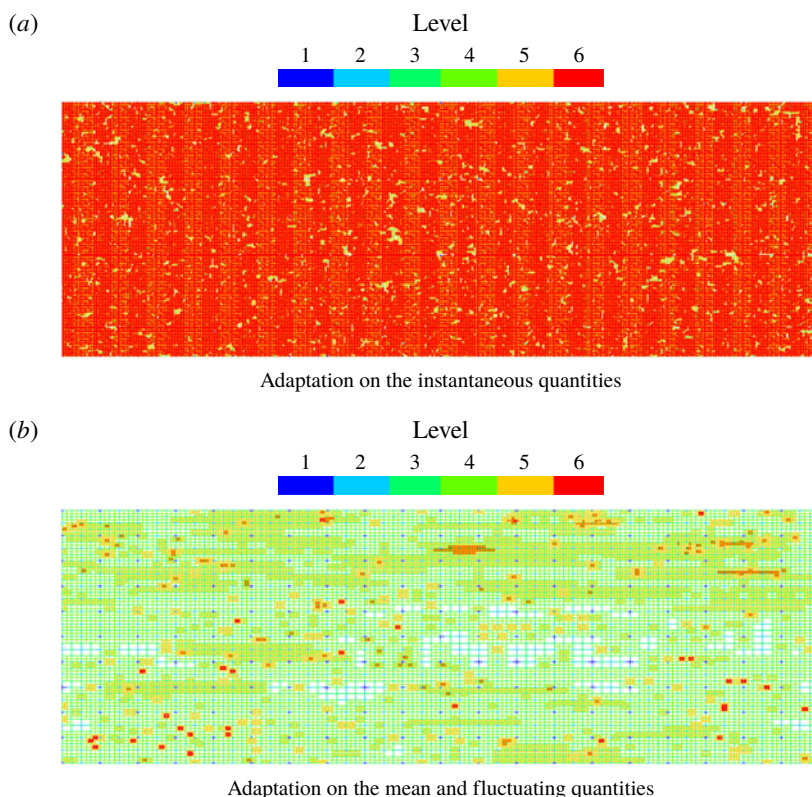 (a)
Level
1 2 3 4 5 6
Adaptation on the instantaneous quantities
(b)
Level
1 2 3 4 5 6
Adaptation on the mean and fluctuating quantities